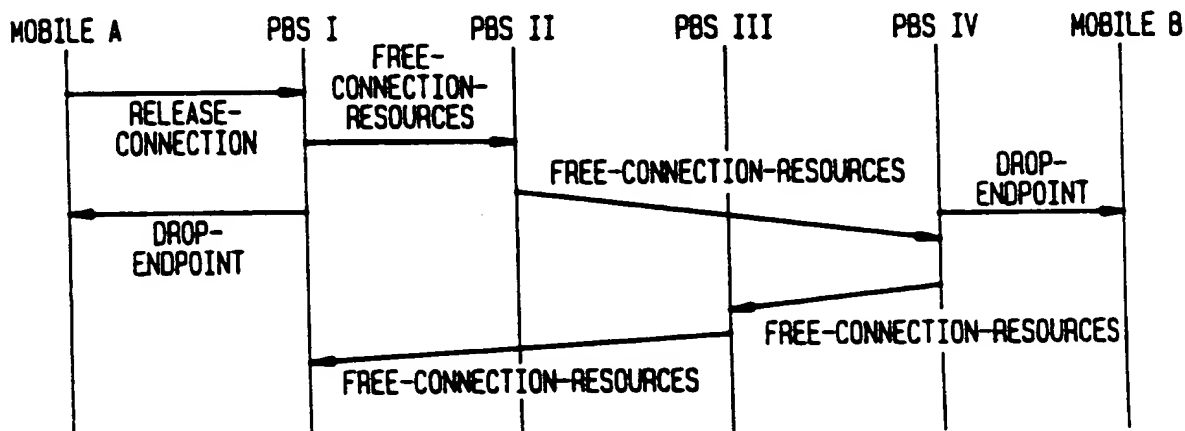 MOBILE A
PBS I
PBS II
PBS III
PBS IV
MOBILE B
FREE-
CONNECTION-
RESOURCES
RELEASE-
CONNECTION
FREE-CONNECTION-RESOURCES
DROP-
ENDPOINT
DROP-
ENDPOINT
FREE-CONNECTION-RESOURCES
FREE-CONNECTION-RESOURCES